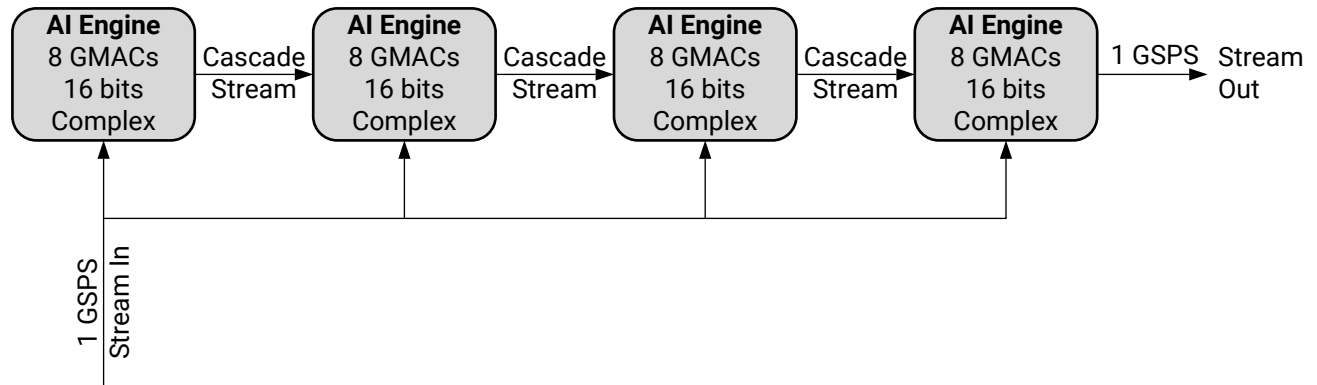 AI Engine
8 GMACs
16 bits
Complex
Cascade
Stream
AI Engine
8 GMACs
16 bits
Complex
Cascade
Stream
AI Engine
8 GMACs
16 bits
Complex
Cascade
Stream
AI Engine
8 GMACs
16 bits
Complex
1 GSPS
Stream
Out
1 GSPS
Stream In